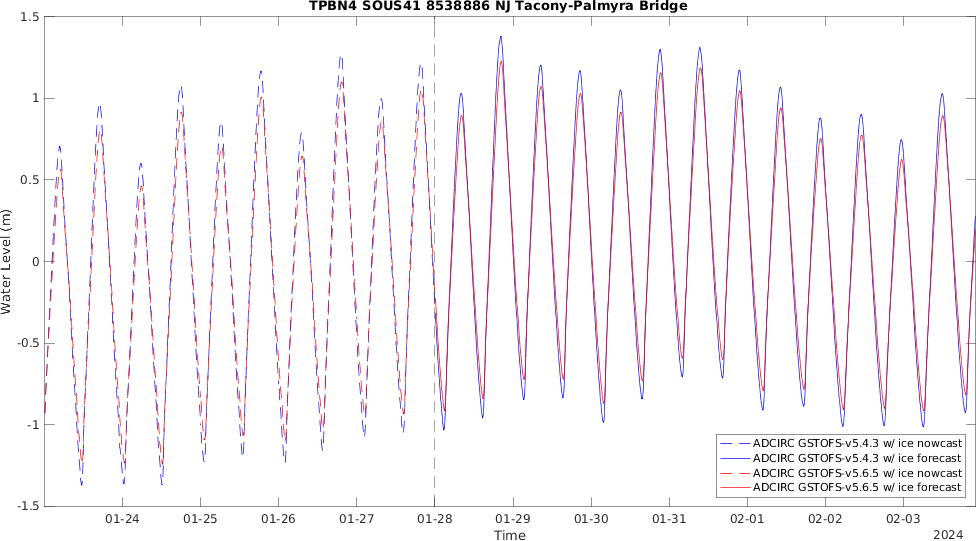 TPBN4 SOUS41 8538886 NJ Tacony-Palmyra Bridge
1.5
1
0.5
0
-0.5
-1
-1.5
Water Level (m)
01-24 01-25 01-26 01-27 01-28 01-29 01-30 01-31 02-01 02-02 02-03
Time
2024
ADCIRC GSTOFS-v5.4.3 w/ ice nowcast
ADCIRC GSTOFS-v5.4.3 w/ ice forecast
ADCIRC GSTOFS-v5.6.5 w/ ice nowcast
ADCIRC GSTOFS-v5.6.5 w/ ice forecast